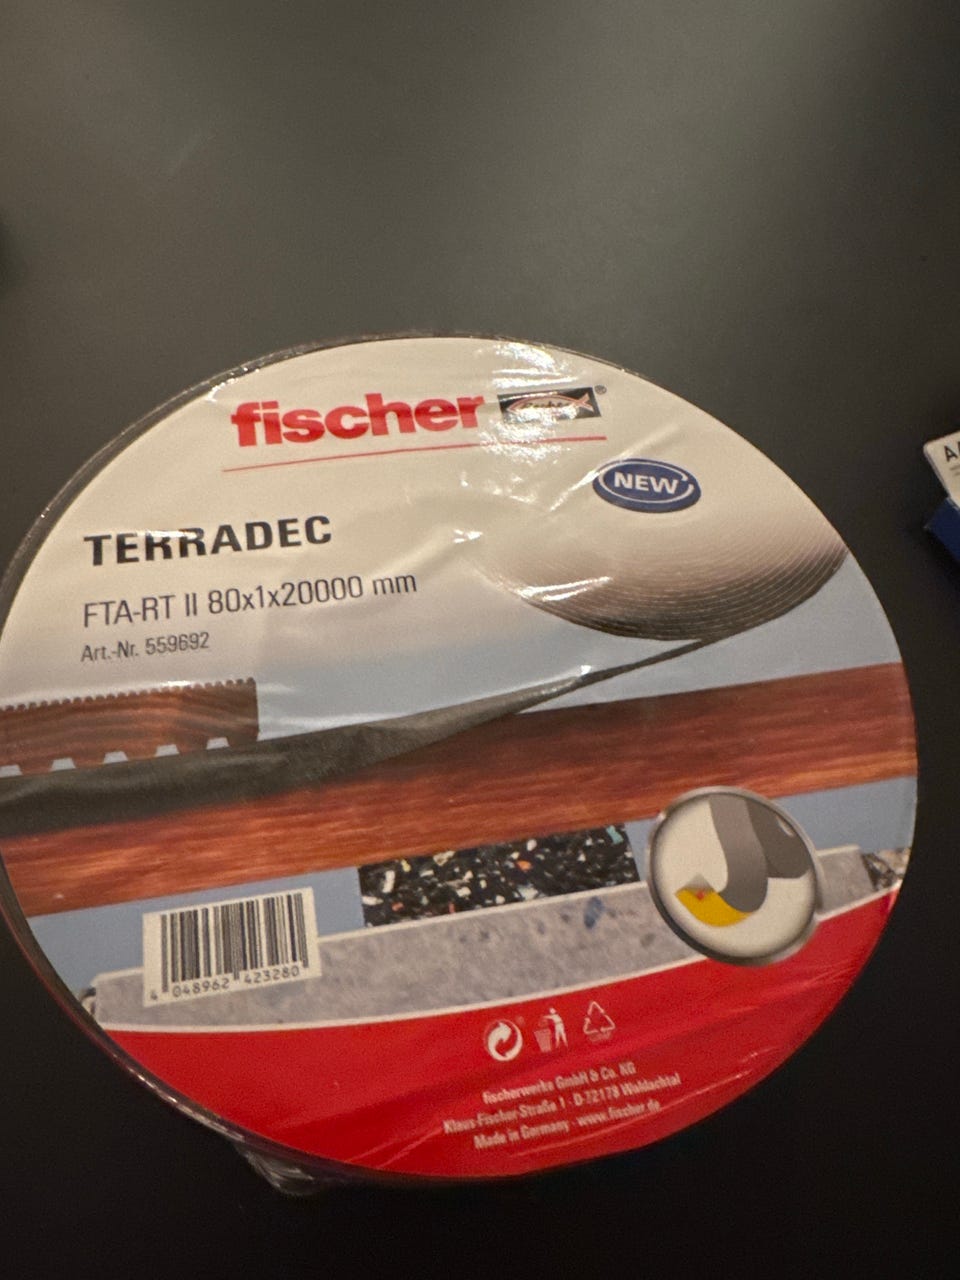 fischer
NEW
TERRADEC
FTA-RT II 80x1x20000 mm
Art.-Nr. 559692
4 048962 423280
fischerwerke GmbH & Co. KG
Klaus-Fischer-Straße 1 · D-72178 Waldachtal
Made in Germany · www.fischer.de